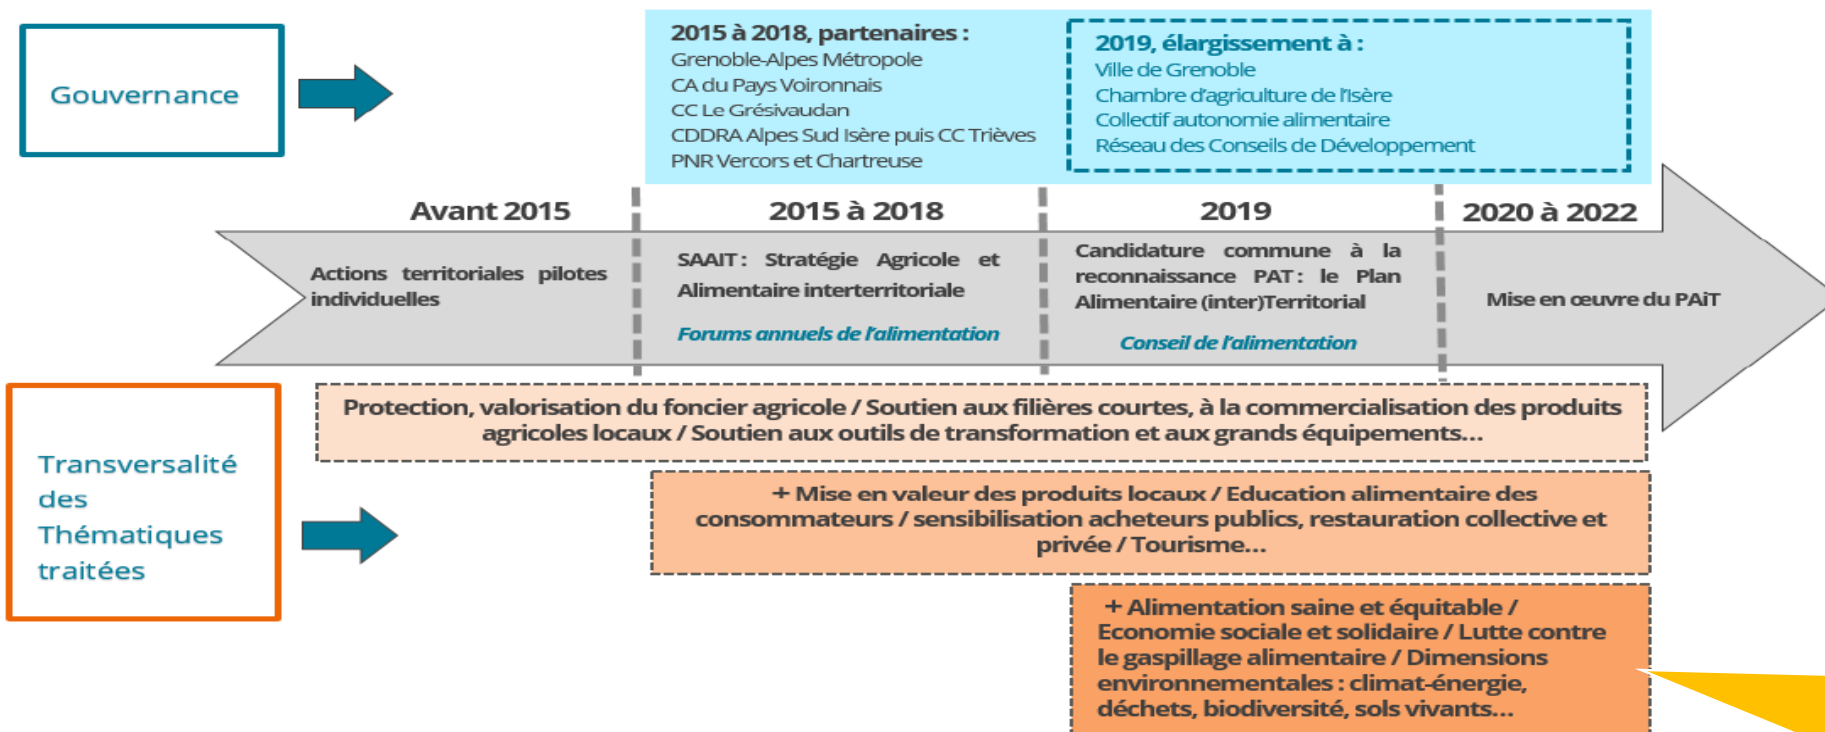 Gouvernance
2015 à 2018, partenaires :
Grenoble-Alpes Métropole
CA du Pays Voironnais
CC Le Grésivaudan
CDDRA Alpes Sud Isère puis CC Trièves
PNR Vercors et Chartreuse
2019, élargissement à :
Ville de Grenoble
Chambre d'agriculture de l'Isère
Collectif autonomie alimentaire
Réseau des Conseils de Développement
Avant 2015
2015 à 2018
2019
2020 à 2022
Actions territoriales pilotes
individuelles
SAAIT : Stratégie Agricole et
Alimentaire interterritoriale
Forums annuels de l'alimentation
Candidature commune à la
reconnaissance PAT : le Plan
Alimentaire (inter)Territorial
Conseil de l'alimentation
Mise en œuvre du PAiT
Transversalité
des
Thématiques
traitées
Protection, valorisation du foncier agricole / Soutien aux filières courtes, à la commercialisation des produits
agricoles locaux / Soutien aux outils de transformation et aux grands équipements…
+ Mise en valeur des produits locaux / Education alimentaire des
consommateurs / sensibilisation acheteurs publics, restauration collective et
privée / Tourisme…
+ Alimentation saine et équitable /
Economie sociale et solidaire / Lutte contre
le gaspillage alimentaire / Dimensions
environnementales : climat-énergie,
déchets, biodiversité, sols vivants…